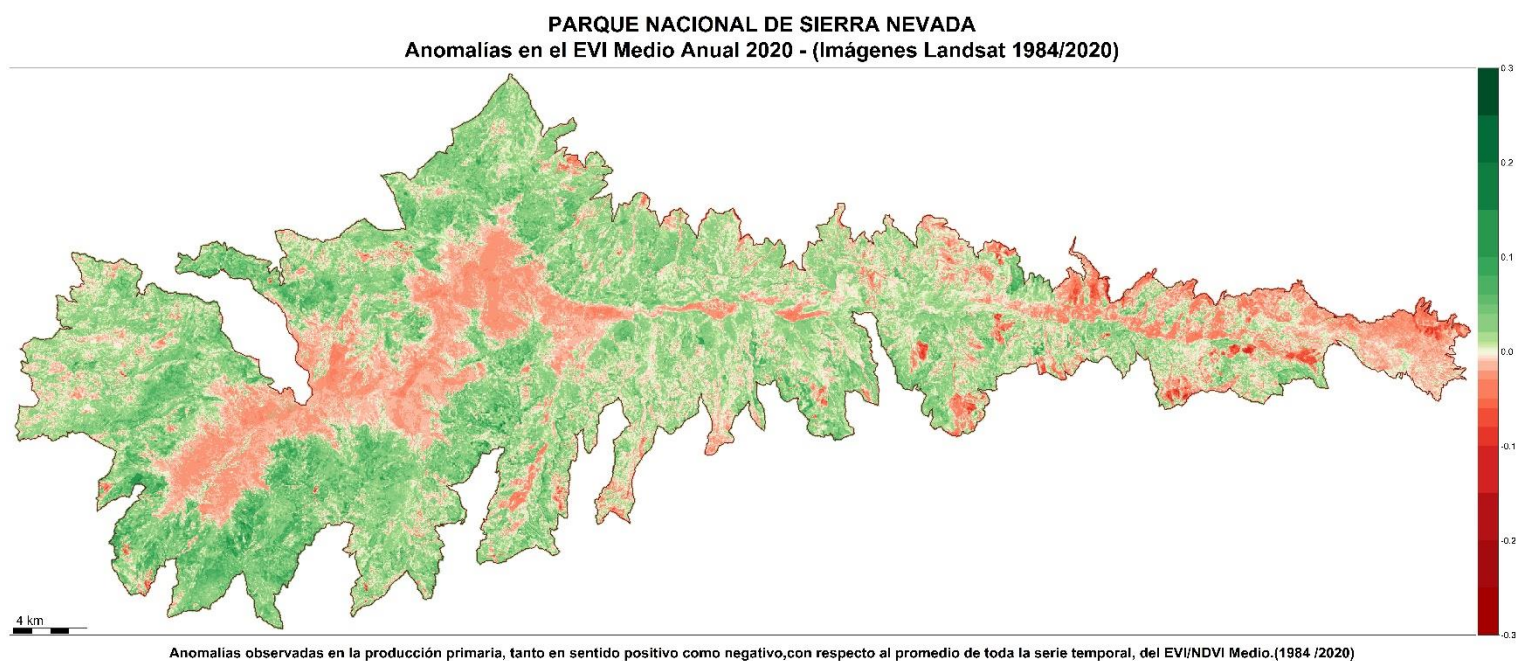 PARQUE NACIONAL DE SIERRA NEVADA
Anomalías en el EVI Medio Anual 2020 - (Imágenes Landsat 1984/2020)
0.3
0.2
0.1
0.0
-0.1
-0.2
-0.3
4 km
Anomalías observadas en la producción primaria, tanto en sentido positivo como negativo,con respecto al promedio de toda la serie temporal, del EVI/NDVI Medio.(1984 /2020)